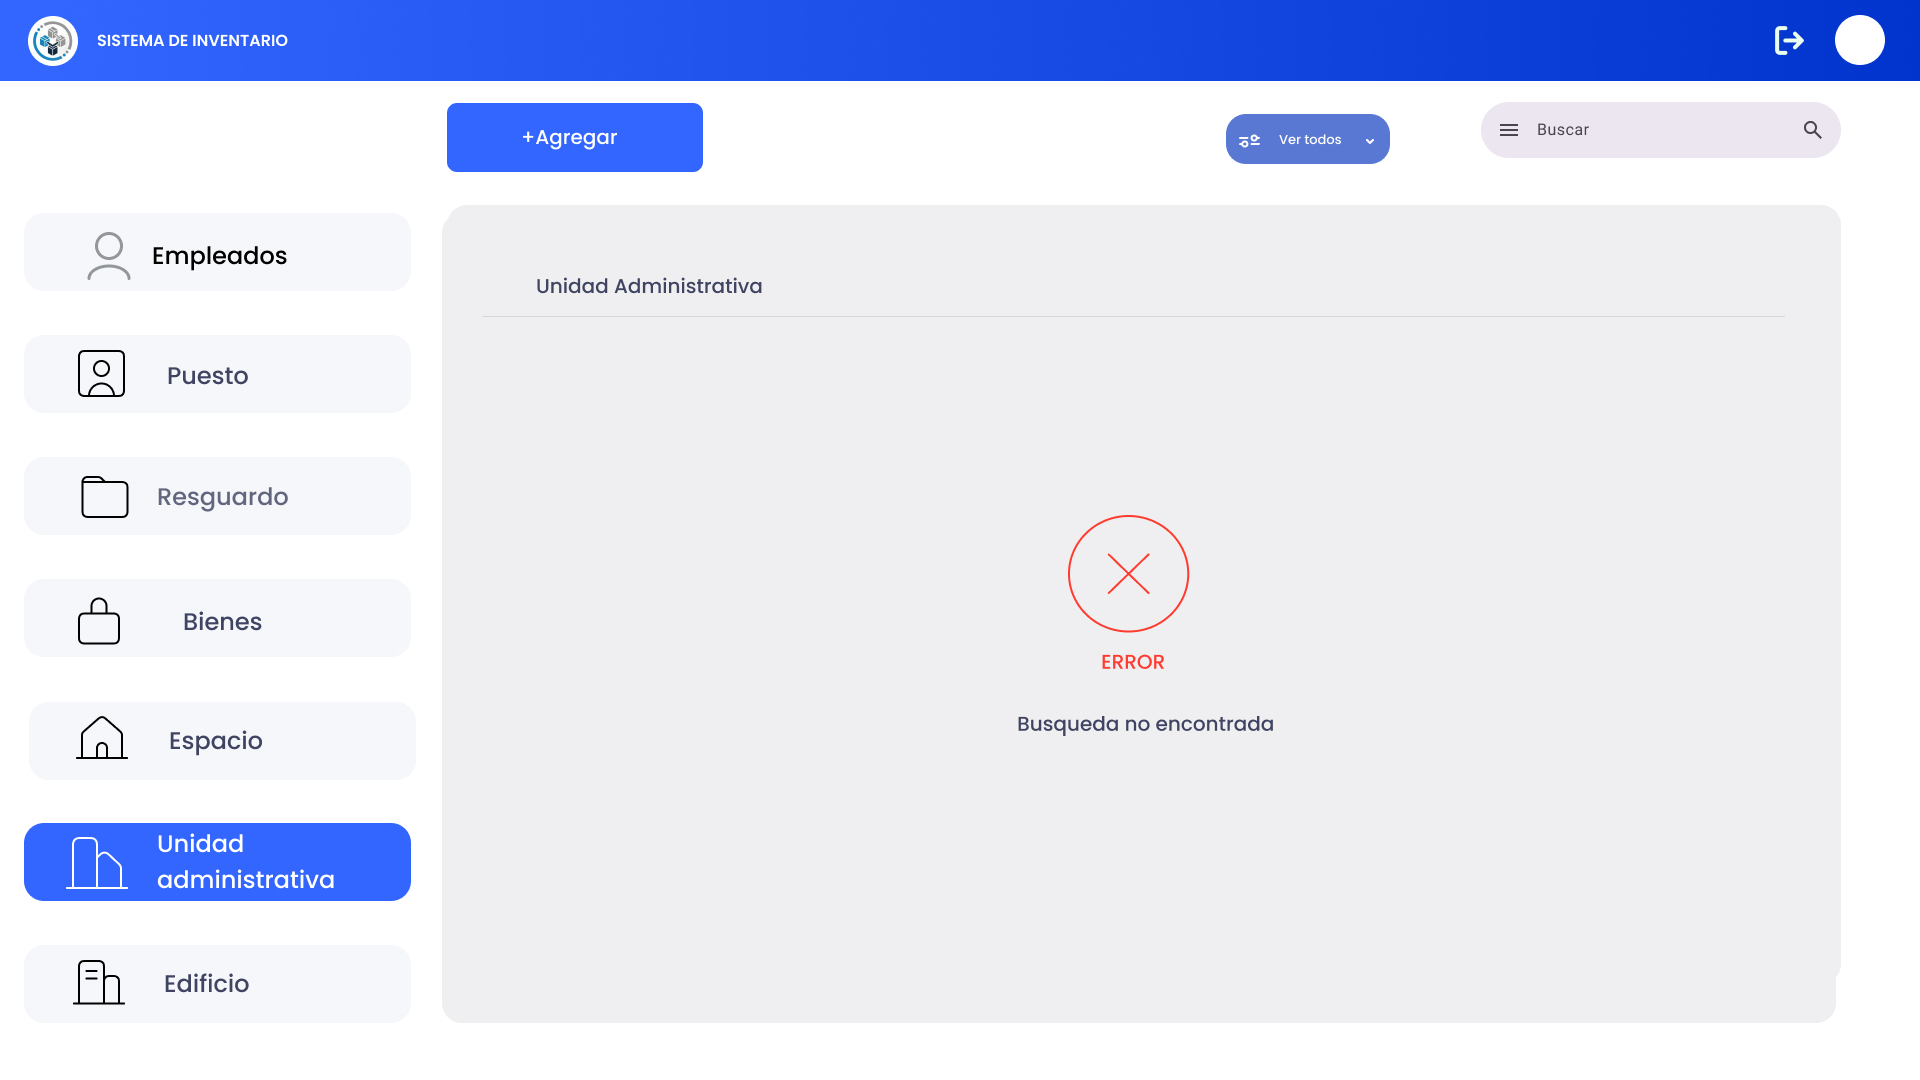 SISTEMA DE INVENTARIO
+Agregar
Ver todos
Buscar
Empleados
Puesto
Resguardo
Bienes
Espacio
Unidad
administrativa
Edificio
Unidad Administrativa
ERROR
Busqueda no encontrada